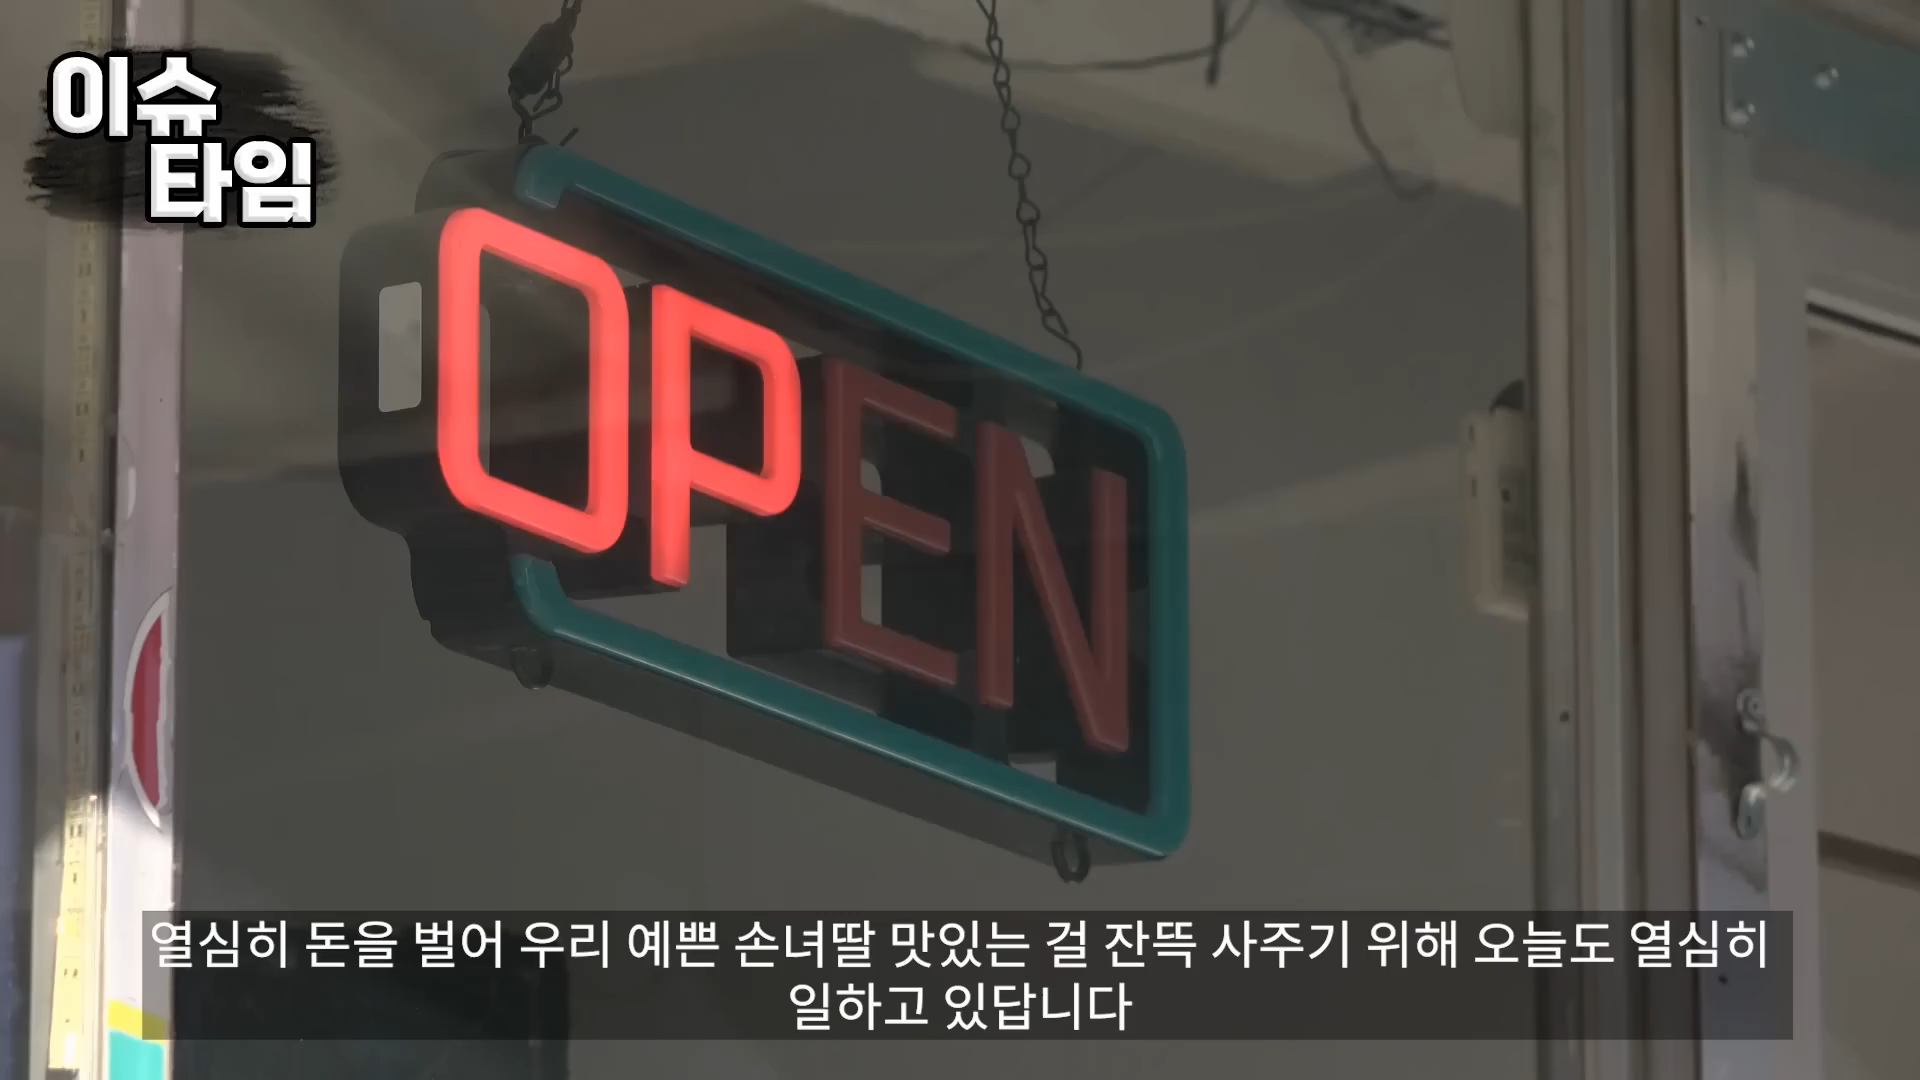 이슈
타임
OPEN
열심히 돈을 벌어 우리 예쁜 손녀딸 맛있는 걸 잔뜩 사주기 위해 오늘도 열심히
일하고 있답니다